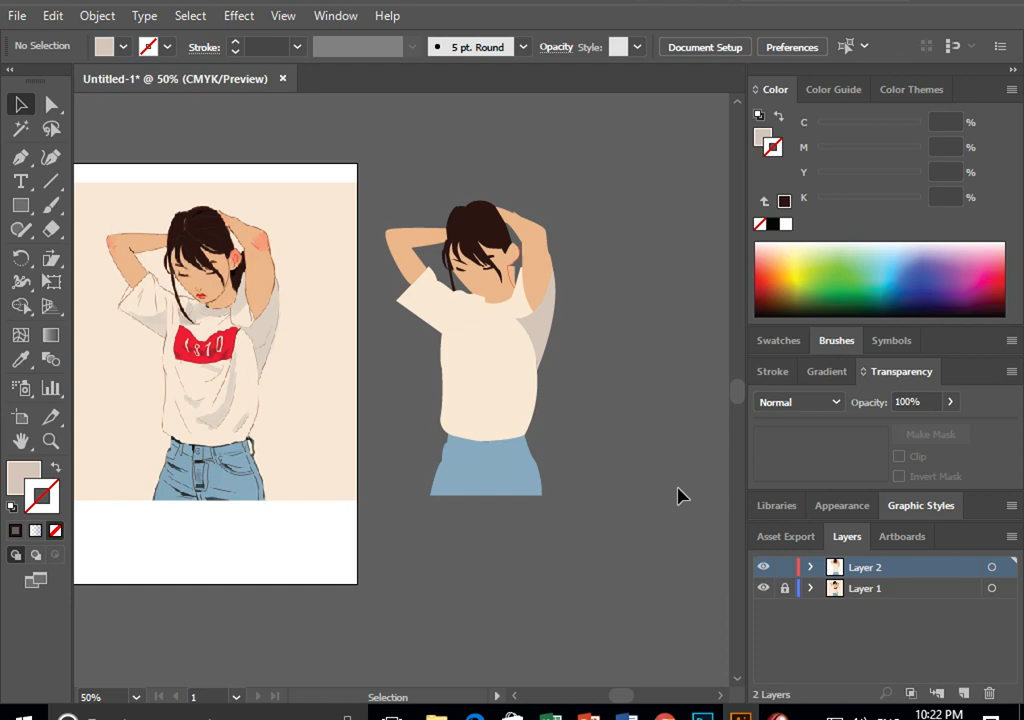 File Edit Object Type Select Effect View Window Help
No Selection Stroke: 5 pt. Round Opacity Style: Document Setup Preferences
Untitled-1* @ 50% (CMYK/Preview) ×
Color Color Guide Color Themes
C %
M %
Y %
K %
1310
Swatches Brushes Symbols
Stroke Gradient Transparency
Normal Opacity: 100%
Make Mask
Clip
Invert Mask
Libraries Appearance Graphic Styles
Asset Export Layers Artboards
Layer 2
Layer 1
50% 1 Selection 2 Layers
10:22 PM